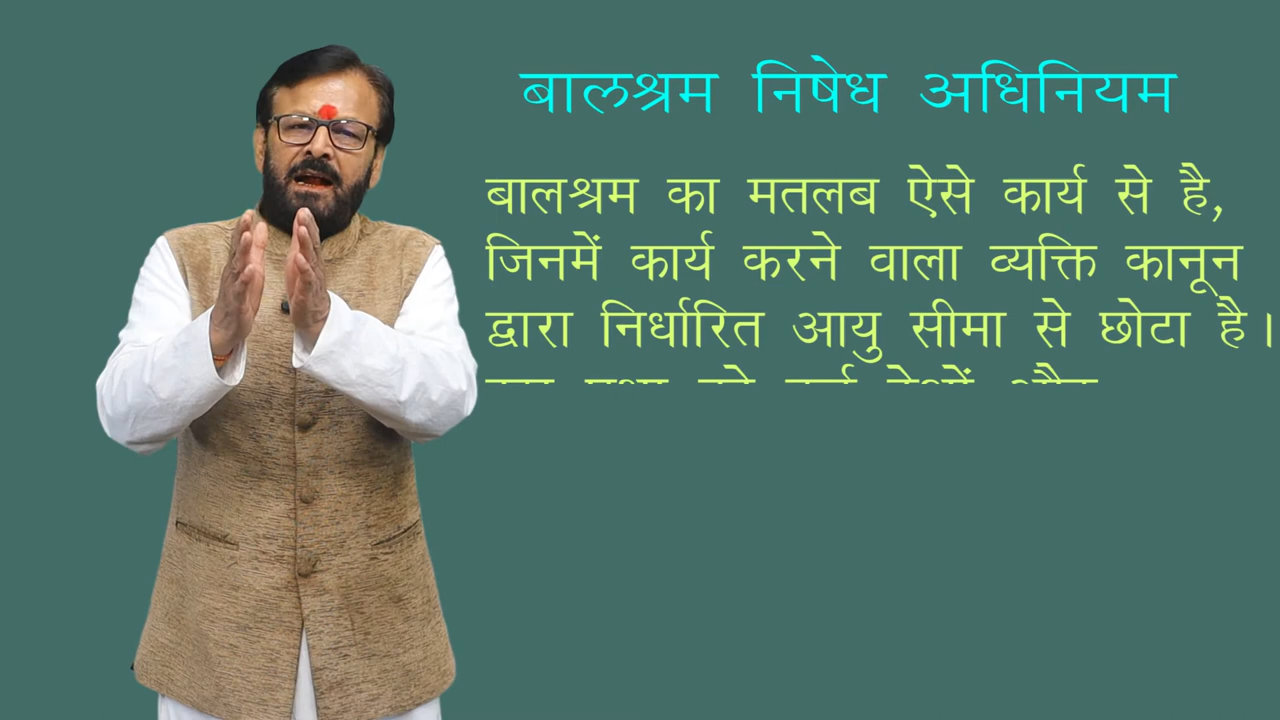 बालश्रम निषेध अधिनियम
बालश्रम का मतलब ऐसे कार्य से है,
जिनमें कार्य करने वाला व्यक्ति कानून
द्वारा निर्धारित आयु सीमा से छोटा है।